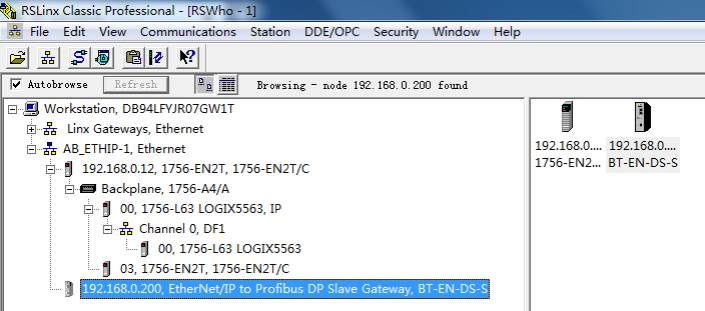 RSLinx Classic Professional - [RSWho - 1]
File Edit View Communications Station DDE/OPC Security Window Help
Autobrowse Refresh Browsing - node 192.168.0.200 found
Workstation, DB94LFYJR07GW1T
Linx Gateways, Ethernet
AB_ETHIP-1, Ethernet
192.168.0.12, 1756-EN2T, 1756-EN2T/C
Backplane, 1756-A4/A
00, 1756-L63 LOGIX5563, IP
Channel 0, DF1
00, 1756-L63 LOGIX5563
03, 1756-EN2T, 1756-EN2T/C
192.168.0.200, EtherNet/IP to Profibus DP Slave Gateway, BT-EN-DS-S
192.168.0.... 192.168.0....
1756-EN2... BT-EN-DS-S